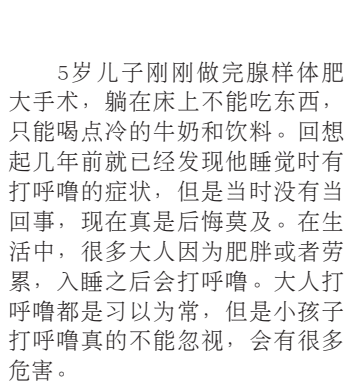 5岁儿子刚刚做完腺样体肥
大手术，躺在床上不能吃东西，
只能喝点冷的牛奶和饮料。回想
起几年前就已经发现他睡觉时有
打呼噜的症状，但是当时没有当
回事，现在真是后悔莫及。在生
活中，很多大人因为肥胖或者劳
累，入睡之后会打呼噜。大人打
呼噜都是习以为常，但是小孩子
打呼噜真的不能忽视，会有很多
危害。